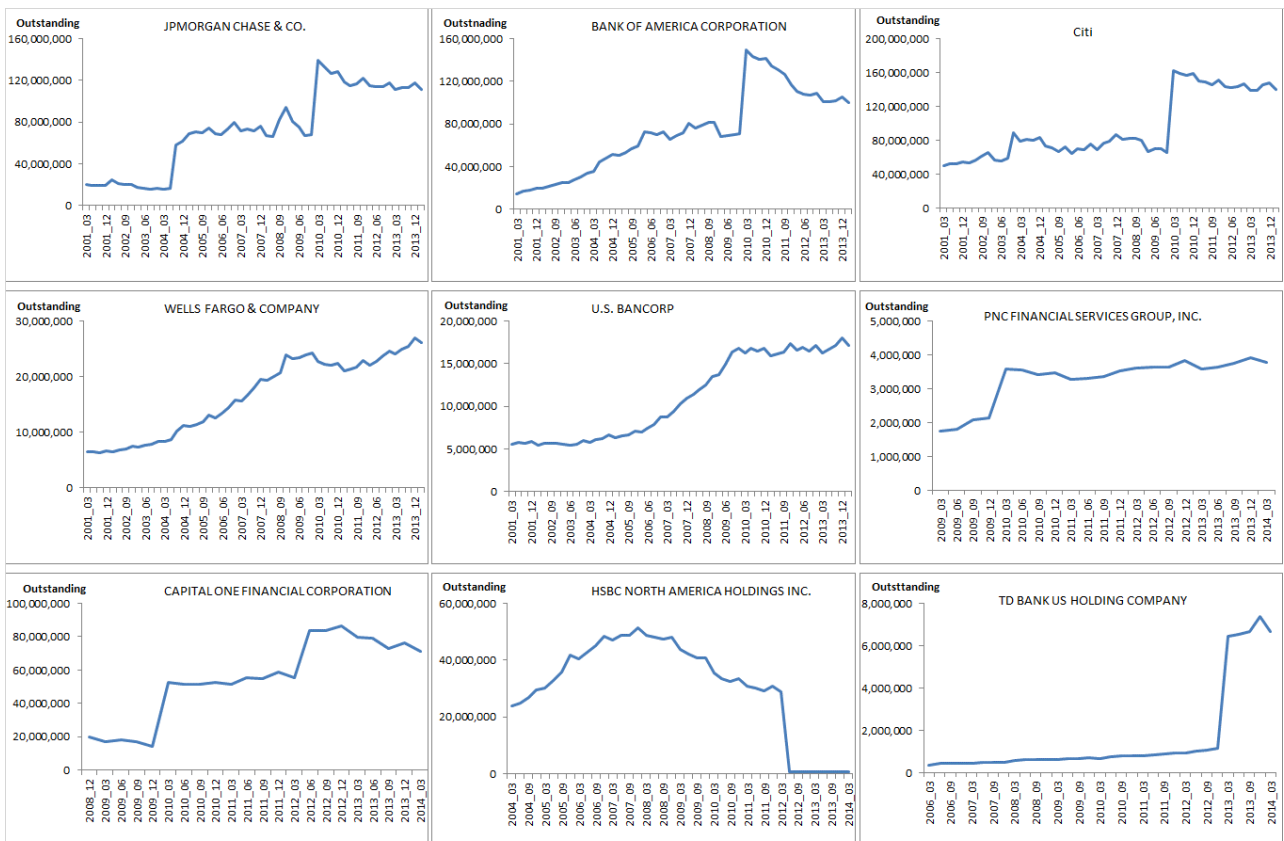 Outstanding
JPMORGAN CHASE & CO.
160,000,000
120,000,000
80,000,000
40,000,000
0
2001_03 2001_12 2002_09 2003_06 2004_03 2004_12 2005_09 2006_06 2007_03 2007_12 2008_09 2009_06 2010_03 2010_12 2011_09 2012_06 2013_03 2013_12
Outstnading
BANK OF AMERICA CORPORATION
160,000,000
120,000,000
80,000,000
40,000,000
0
2001_03 2001_12 2002_09 2003_06 2004_03 2004_12 2005_09 2006_06 2007_03 2007_12 2008_09 2009_06 2010_03 2010_12 2011_09 2012_06 2013_03 2013_12
Outstanding
Citi
200,000,000
160,000,000
120,000,000
80,000,000
40,000,000
0
2001_03 2001_12 2002_09 2003_06 2004_03 2004_12 2005_09 2006_06 2007_03 2007_12 2008_09 2009_06 2010_03 2010_12 2011_09 2012_06 2013_03 2013_12
Outstanding
WELLS FARGO & COMPANY
30,000,000
20,000,000
10,000,000
0
2001_03 2001_12 2002_09 2003_06 2004_03 2004_12 2005_09 2006_06 2007_03 2007_12 2008_09 2009_06 2010_03 2010_12 2011_09 2012_06 2013_03 2013_12
Outstanding
U.S. BANCORP
20,000,000
15,000,000
10,000,000
5,000,000
0
2001_03 2001_12 2002_09 2003_06 2004_03 2004_12 2005_09 2006_06 2007_03 2007_12 2008_09 2009_06 2010_03 2010_12 2011_09 2012_06 2013_03 2013_12
Outstanding
PNC FINANCIAL SERVICES GROUP, INC.
5,000,000
4,000,000
3,000,000
2,000,000
1,000,000
0
2009_03 2009_06 2009_09 2009_12 2010_03 2010_06 2010_09 2010_12 2011_03 2011_06 2011_09 2011_12 2012_03 2012_06 2012_09 2012_12 2013_03 2013_06 2013_09 2013_12 2014_03
Outstanding
CAPITAL ONE FINANCIAL CORPORATION
100,000,000
80,000,000
60,000,000
40,000,000
20,000,000
0
2008_12 2009_03 2009_06 2009_09 2009_12 2010_03 2010_06 2010_09 2010_12 2011_03 2011_06 2011_09 2011_12 2012_03 2012_06 2012_09 2012_12 2013_03 2013_06 2013_09 2013_12 2014_03
Outstanding
HSBC NORTH AMERICA HOLDINGS INC.
60,000,000
40,000,000
20,000,000
0
2004_03 2004_09 2005_03 2005_09 2006_03 2006_09 2007_03 2007_09 2008_03 2008_09 2009_03 2009_09 2010_03 2010_09 2011_03 2011_09 2012_03 2012_09 2013_03 2013_09 2014_03
Outsttanding
TD BANK US HOLDING COMPANY
8,000,000
6,000,000
4,000,000
2,000,000
0
2006_03 2006_09 2007_03 2007_09 2008_03 2008_09 2009_03 2009_09 2010_03 2010_09 2011_03 2011_09 2012_03 2012_09 2013_03 2013_09 2014_03